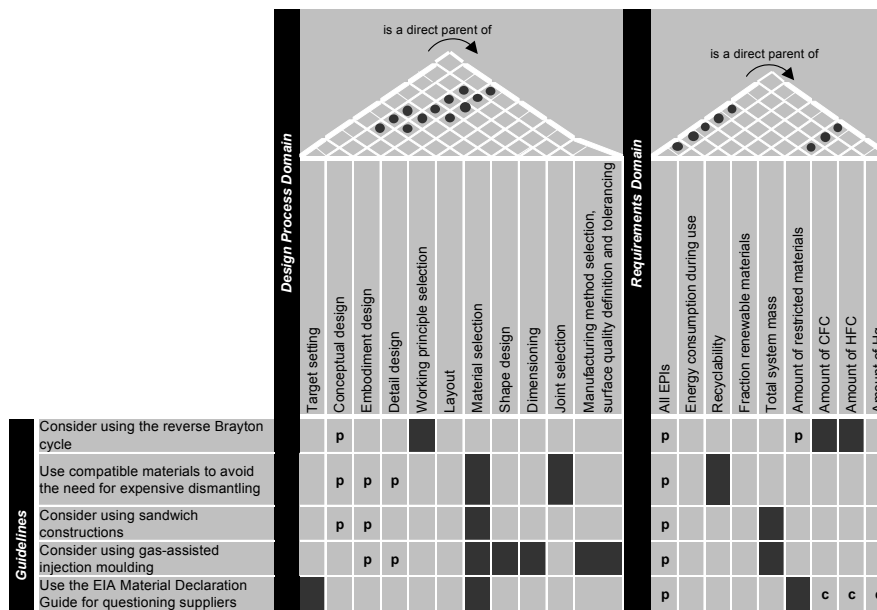 is a direct parent of
is a direct parent of
Design Process Domain
Target setting
Conceptual design
Embodiment design
Detail design
Working principle selection
Layout
Material selection
Shape design
Dimensioning
Joint selection
Manufacturing method selection,
surface quality definition and tolerancing
Requirements Domain
All EPIs
Energy consumption during use
Recyclability
Fraction renewable materials
Total system mass
Amount of restricted materials
Amount of CFC
Amount of HFC
Amount of Hg
Guidelines
Consider using the reverse Brayton
cycle
p p p
Use compatible materials to avoid
the need for expensive dismantling
p p p p
Consider using sandwich
constructions
p p p
Consider using gas-assisted
injection moulding
p p p
Use the EIA Material Declaration
Guide for questioning suppliers
p c c c